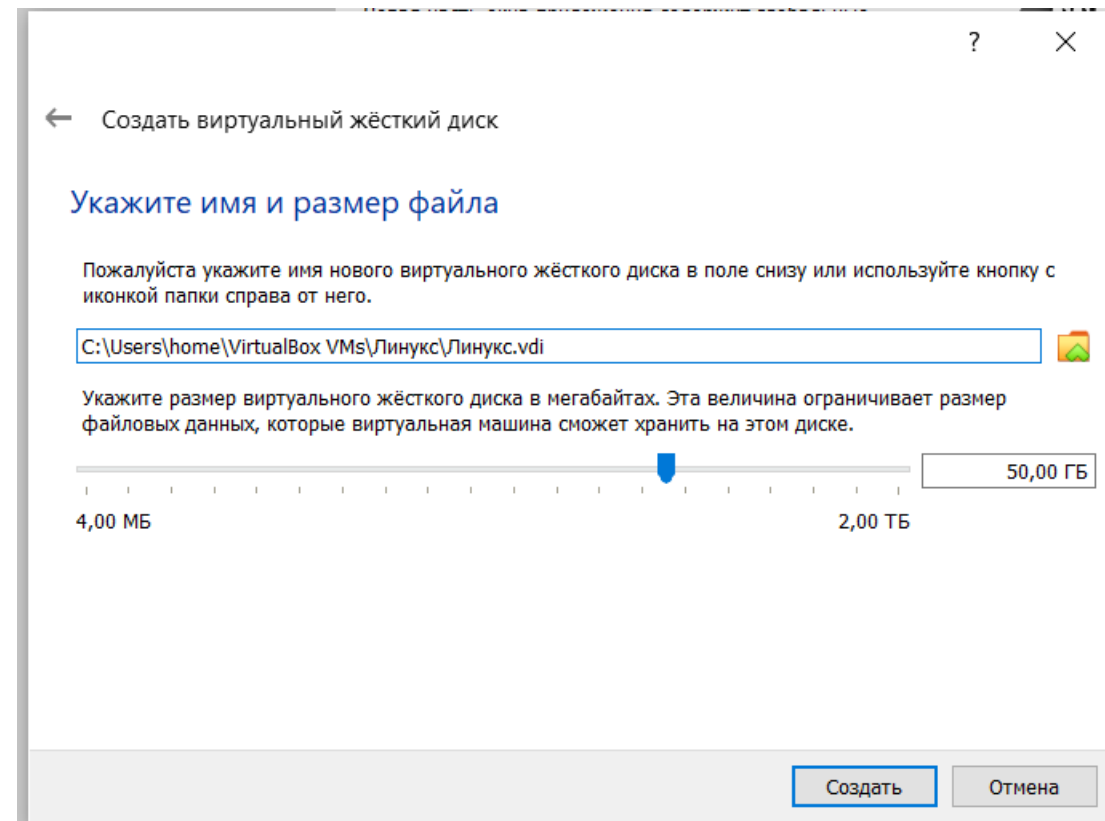 ?
Создать виртуальный жёсткий диск
Укажите имя и размер файла
Пожалуйста укажите имя нового виртуального жёсткого диска в поле снизу или используйте кнопку с
иконкой папки справа от него.
C:\Users\home\VirtualBox VMs\Линукс\Линукс.vdi
Укажите размер виртуального жёсткого диска в мегабайтах. Эта величина ограничивает размер
файловых данных, которые виртуальная машина сможет хранить на этом диске.
50,00 ГБ
4,00 МБ 2,00 ТБ
Создать Отмена